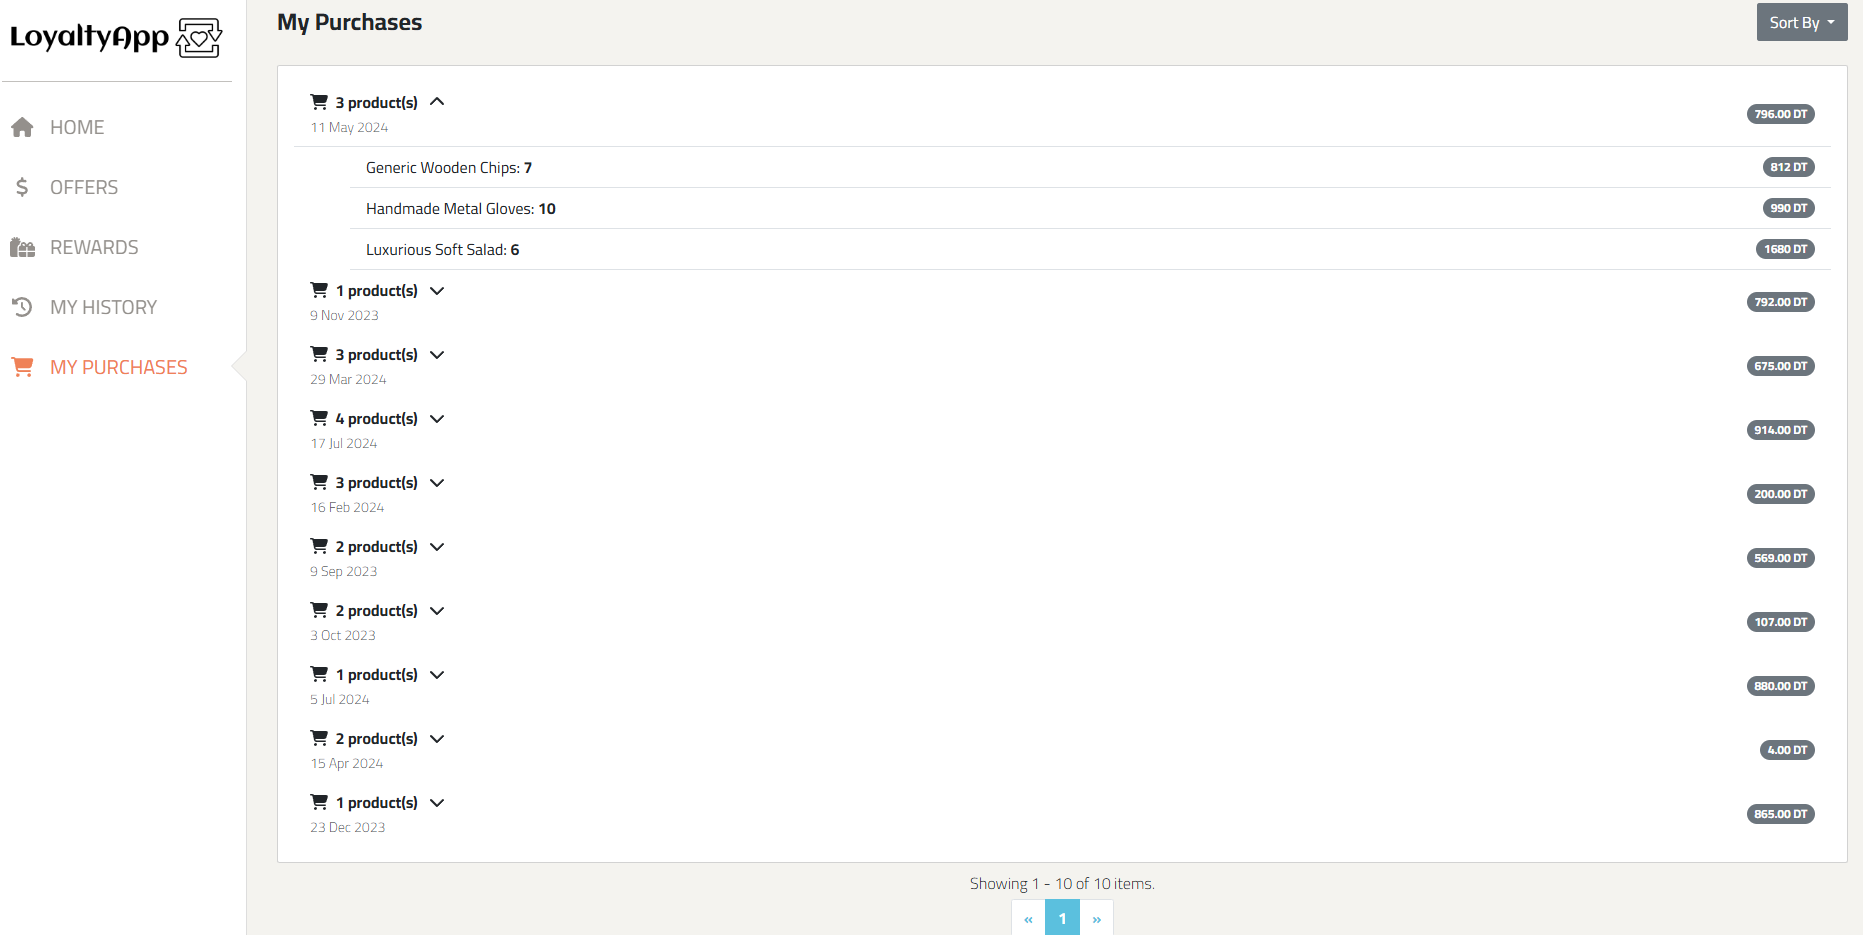 LoyaltyApp
HOME
OFFERS
REWARDS
MY HISTORY
MY PURCHASES
My Purchases
Sort By
3 product(s)
11 May 2024
796.00 DT
Generic Wooden Chips: 7
812 DT
Handmade Metal Gloves: 10
990 DT
Luxurious Soft Salad: 6
1680 DT
1 product(s)
9 Nov 2023
792.00 DT
3 product(s)
29 Mar 2024
675.00 DT
4 product(s)
17 Jul 2024
914.00 DT
3 product(s)
16 Feb 2024
200.00 DT
2 product(s)
9 Sep 2023
569.00 DT
2 product(s)
3 Oct 2023
107.00 DT
1 product(s)
5 Jul 2024
880.00 DT
2 product(s)
15 Apr 2024
4.00 DT
1 product(s)
23 Dec 2023
865.00 DT
Showing 1 - 10 of 10 items.
« 1 »